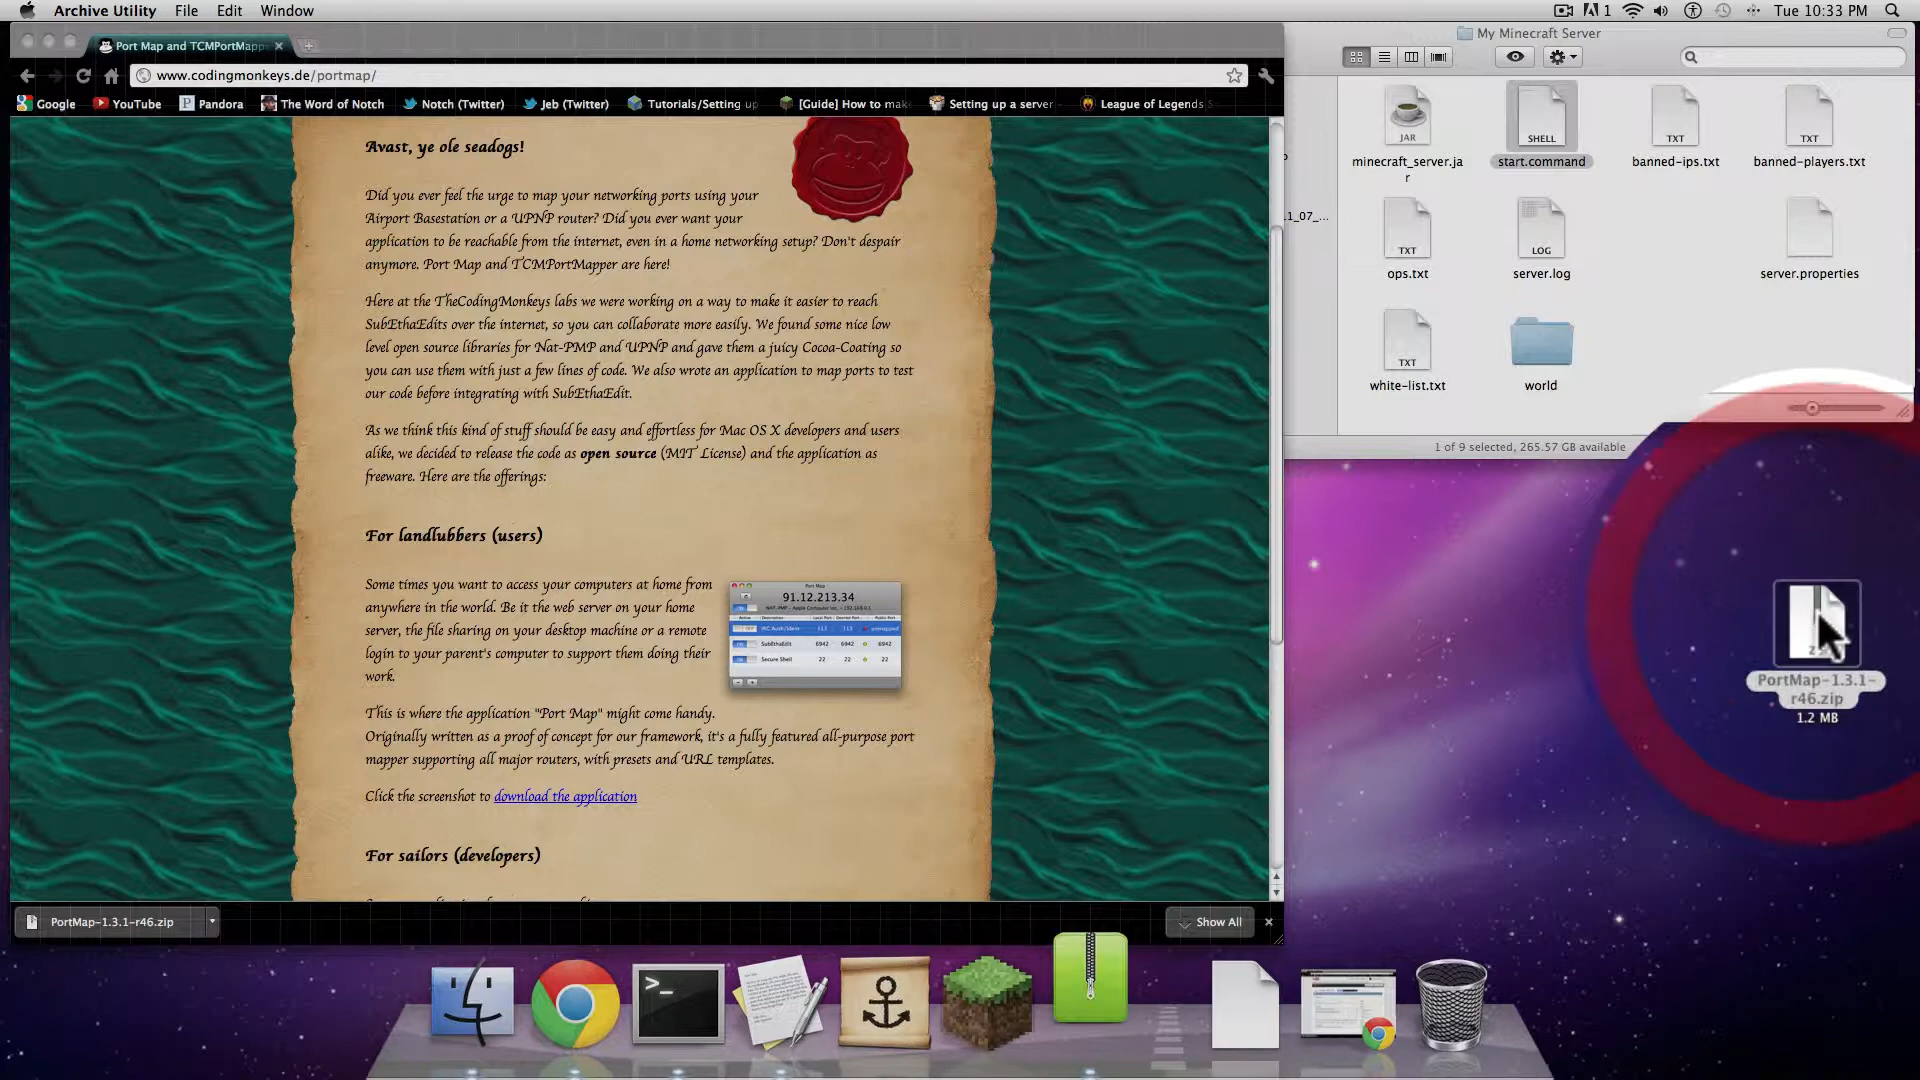 Archive Utility File Edit Window
1 Tue 10:33 PM
Port Map and TCMPortMapp
www.codingmonkeys.de/portmap/
Google YouTube Pandora The Word of Notch Notch (Twitter) Jeb (Twitter) Tutorials/Setting up [Guide] How to make Setting up a server League of Legends
Avast, ye ole seadogs!
Did you ever feel the urge to map your networking ports using your
Airport Basestation or a UPNP router? Did you ever want your
application to be reachable from the internet, even in a home networking setup? Don't despair
anymore. Port Map and TCMPortMapper are here!
Here at the TheCodingMonkeys labs we were working on a way to make it easier to reach
SubEthaEdits over the internet, so you can collaborate more easily. We found some nice low
level open source libraries for Nat-PMP and UPNP and gave them a juicy Cocoa-Coating so
you can use them with just a few lines of code. We also wrote an application to map ports to test
our code before integrating with SubEthaEdit.
As we think this kind of stuff should be easy and effortless for Mac OS X developers and users
alike, we decided to release the code as open source (MIT License) and the application as
freeware. Here are the offerings:
For landlubbers (users)
Some times you want to access your computers at home from
anywhere in the world. Be it the web server on your home
server, the file sharing on your desktop machine or a remote
login to your parent's computer to support them doing their
work.
Port Map
91.12.213.34
SubEthaEdit 6942 6942 6942
Secure Shell 22 22 22
This is where the application "Port Map" might come handy.
Originally written as a proof of concept for our framework, it's a fully featured all-purpose port
mapper supporting all major routers, with presets and URL templates.
Click the screenshot to download the application
For sailors (developers)
PortMap-1.3.1-r46.zip
Show All
My Minecraft Server
JAR
minecraft_server.ja
r
SHELL
start.command
TXT
banned-ips.txt
TXT
banned-players.txt
11_07_...
TXT
ops.txt
LOG
server.log
server.properties
TXT
white-list.txt
world
1 of 9 selected, 265.57 GB available
PortMap-1.3.1-
r46.zip
1.2 MB